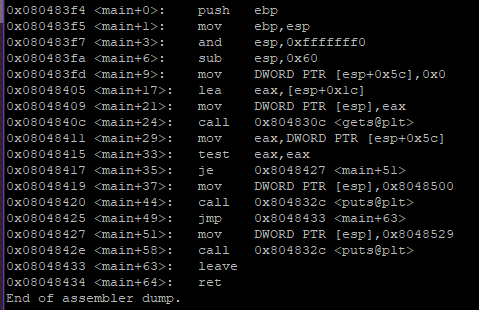 0x080483f4 <main+0>:    push   ebp
0x080483f5 <main+1>:    mov    ebp,esp
0x080483f7 <main+3>:    and    esp,0xfffffff0
0x080483fa <main+6>:    sub    esp,0x60
0x080483fd <main+9>:    mov    DWORD PTR [esp+0x5c],0x0
0x08048405 <main+17>:   lea    eax,[esp+0x1c]
0x08048409 <main+21>:   mov    DWORD PTR [esp],eax
0x0804840c <main+24>:   call   0x804830c <gets@plt>
0x08048411 <main+29>:   mov    eax,DWORD PTR [esp+0x5c]
0x08048415 <main+33>:   test   eax,eax
0x08048417 <main+35>:   je     0x8048427 <main+51>
0x08048419 <main+37>:   mov    DWORD PTR [esp],0x8048500
0x08048420 <main+44>:   call   0x804832c <puts@plt>
0x08048425 <main+49>:   jmp    0x8048433 <main+63>
0x08048427 <main+51>:   mov    DWORD PTR [esp],0x8048529
0x0804842e <main+58>:   call   0x804832c <puts@plt>
0x08048433 <main+63>:   leave
0x08048434 <main+64>:   ret
End of assembler dump.